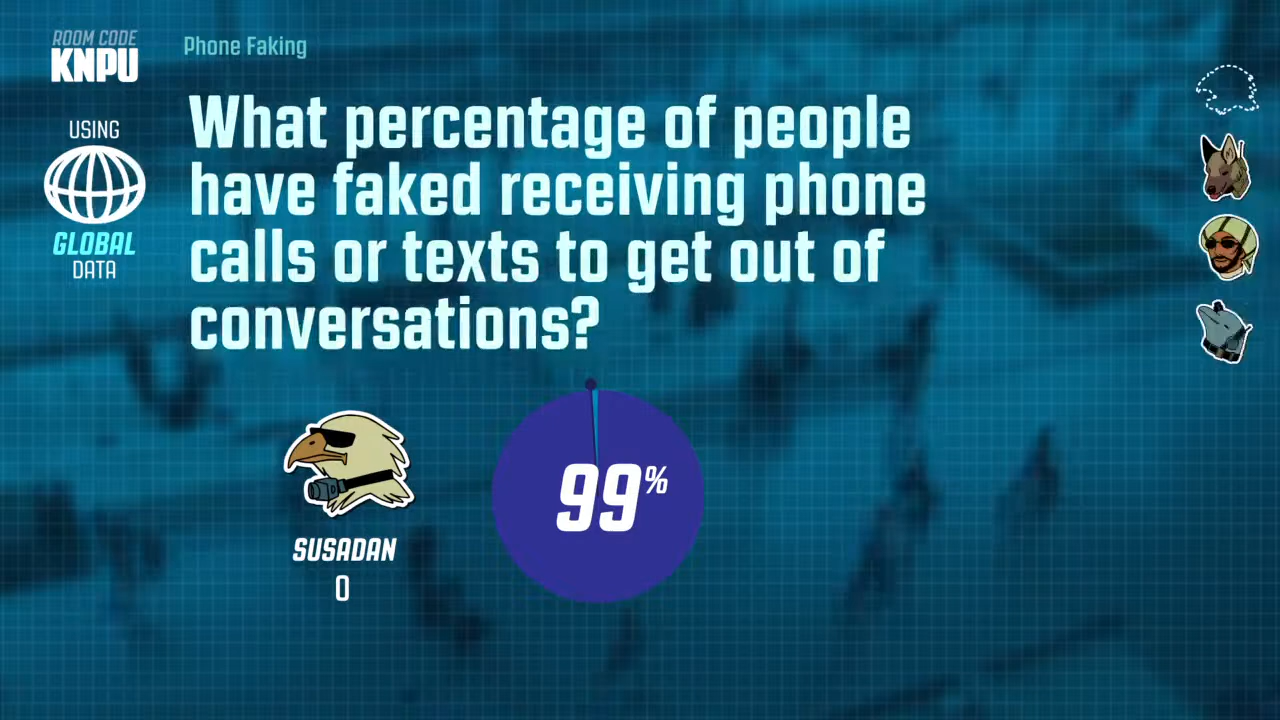 ROOM CODE
KNPU
Phone Faking
USING
GLOBAL
DATA
What percentage of people
have faked receiving phone
calls or texts to get out of
conversations?
99%
SUSADAN
0